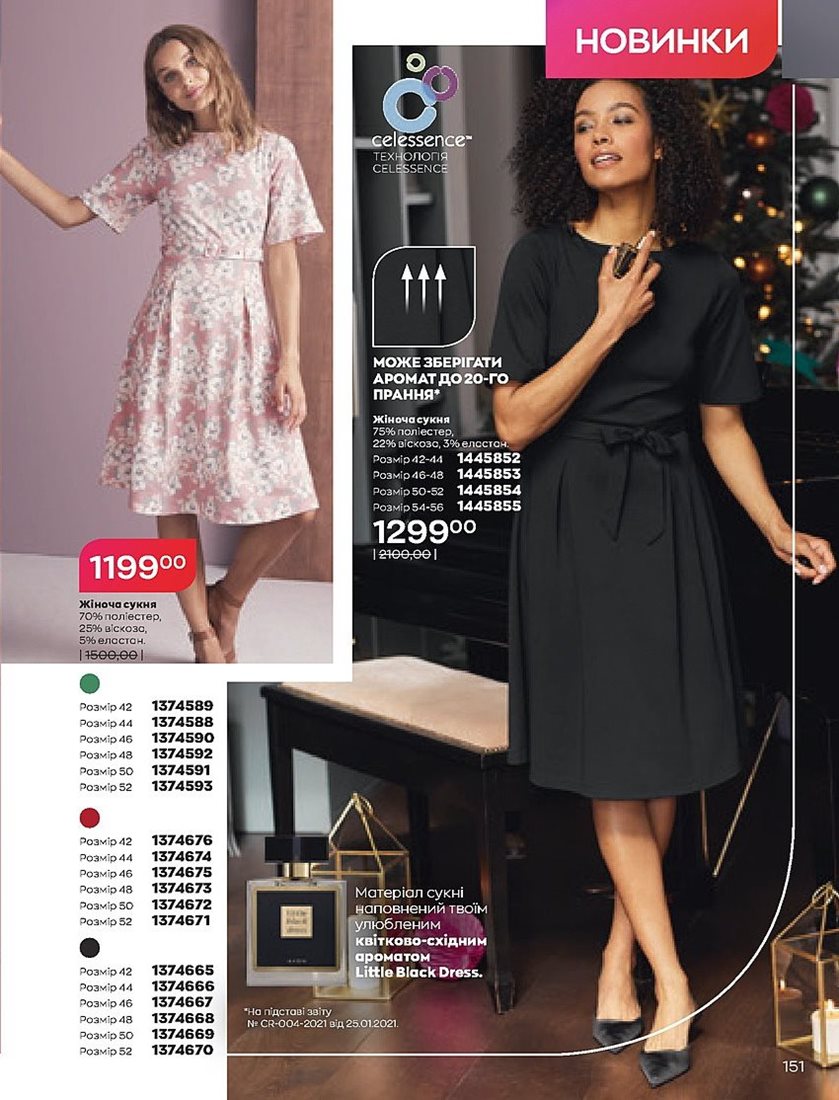 НОВИНКИ
celessence™
ТЕХНОЛОГІЯ
CELESSENCE
МОЖЕ ЗБЕРІГАТИ
АРОМАТ ДО 20-ГО
ПРАННЯ*
Жіноча сукня
75% поліестер,
22% віскоза, 3% еластан.
Розмір 42-44 1445852
Розмір 46-48 1445853
Розмір 50-52 1445854
Розмір 54-56 1445855
1299⁰⁰
| 2100,00 |
1199⁰⁰
Жіноча сукня
70% поліестер,
25% віскоза,
5% еластан.
| 1500,00 |
Розмір 42 1374589
Розмір 44 1374588
Розмір 46 1374590
Розмір 48 1374592
Розмір 50 1374591
Розмір 52 1374593
Розмір 42 1374676
Розмір 44 1374674
Розмір 46 1374675
Розмір 48 1374673
Розмір 50 1374672
Розмір 52 1374671
Розмір 42 1374665
Розмір 44 1374666
Розмір 46 1374667
Розмір 48 1374668
Розмір 50 1374669
Розмір 52 1374670
Little
Black
dress
AVON
Матеріал сукні
наповнений твоїм
улюбленим
квітково-східним
ароматом
Little Black Dress.
*На підставі звіту
№ CR-004-2021 від 25.01.2021.
151